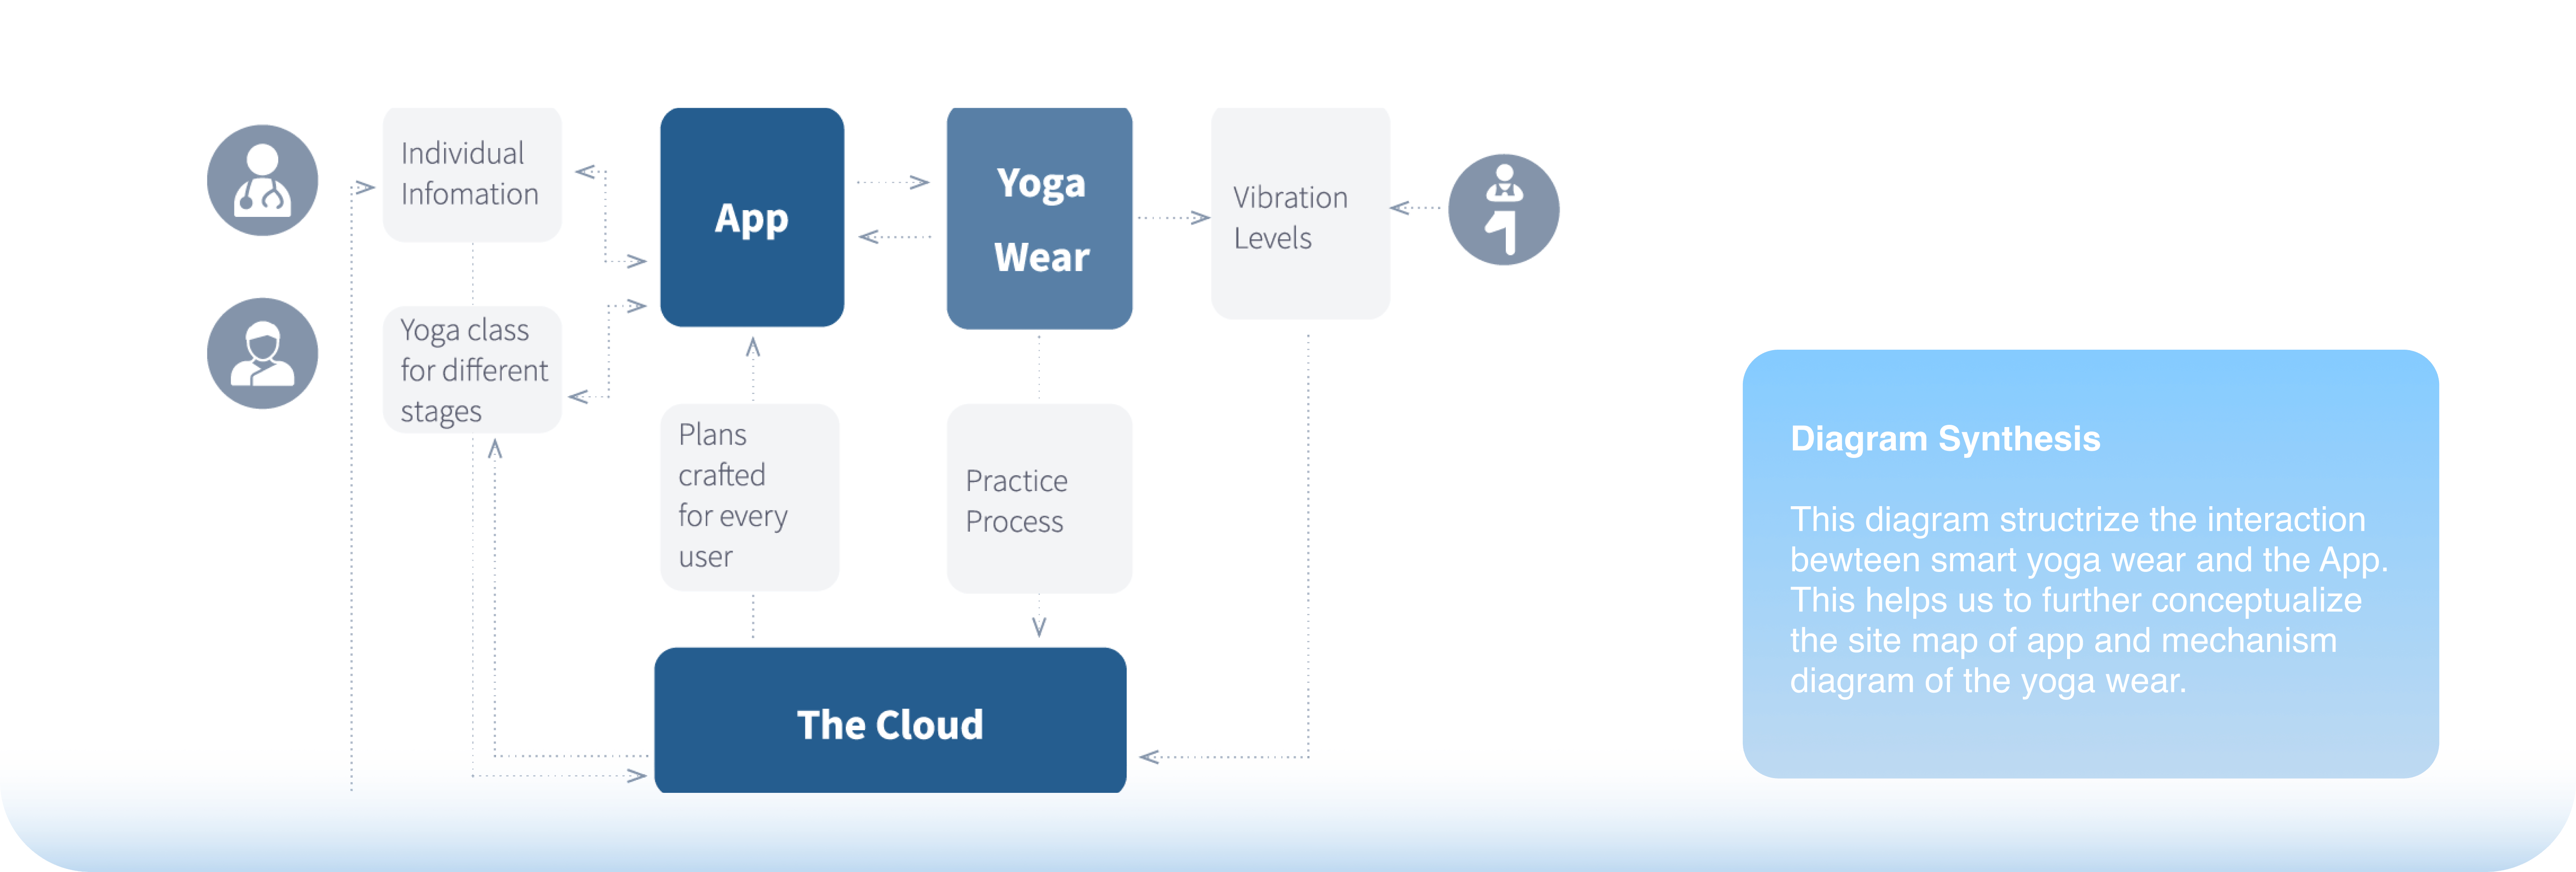 Individual
Infomation
Yoga class
for different
stages
App
Yoga
Wear
Vibration
Levels
Plans
crafted
for every
user
Practice
Process
The Cloud
Diagram Synthesis
This diagram structrize the interaction
bewteen smart yoga wear and the App.
This helps us to further conceptualize
the site map of app and mechanism
diagram of the yoga wear.